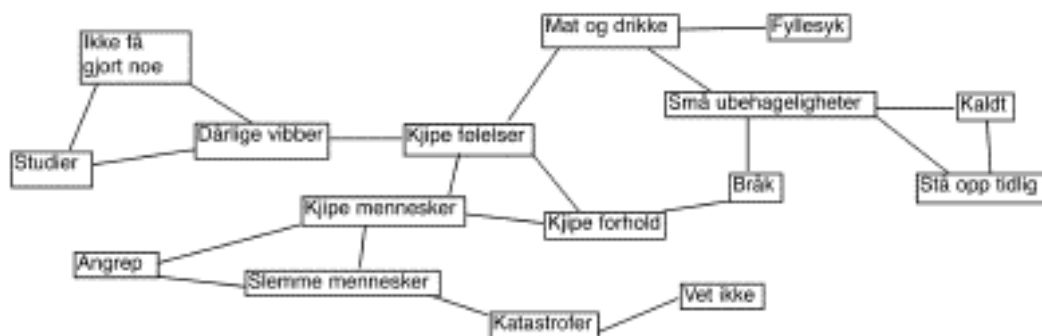 Mat og drikke
Fyllesyk
Ikke få
gjort noe
Små ubehageligheter
Kaldt
Dårlige vibber
Kjipe følelser
Studier
Bråk
Stå opp tidlig
Kjipe mennesker
Kjipe forhold
Angrep
Slemme mennesker
Vet ikke
Katastrofer